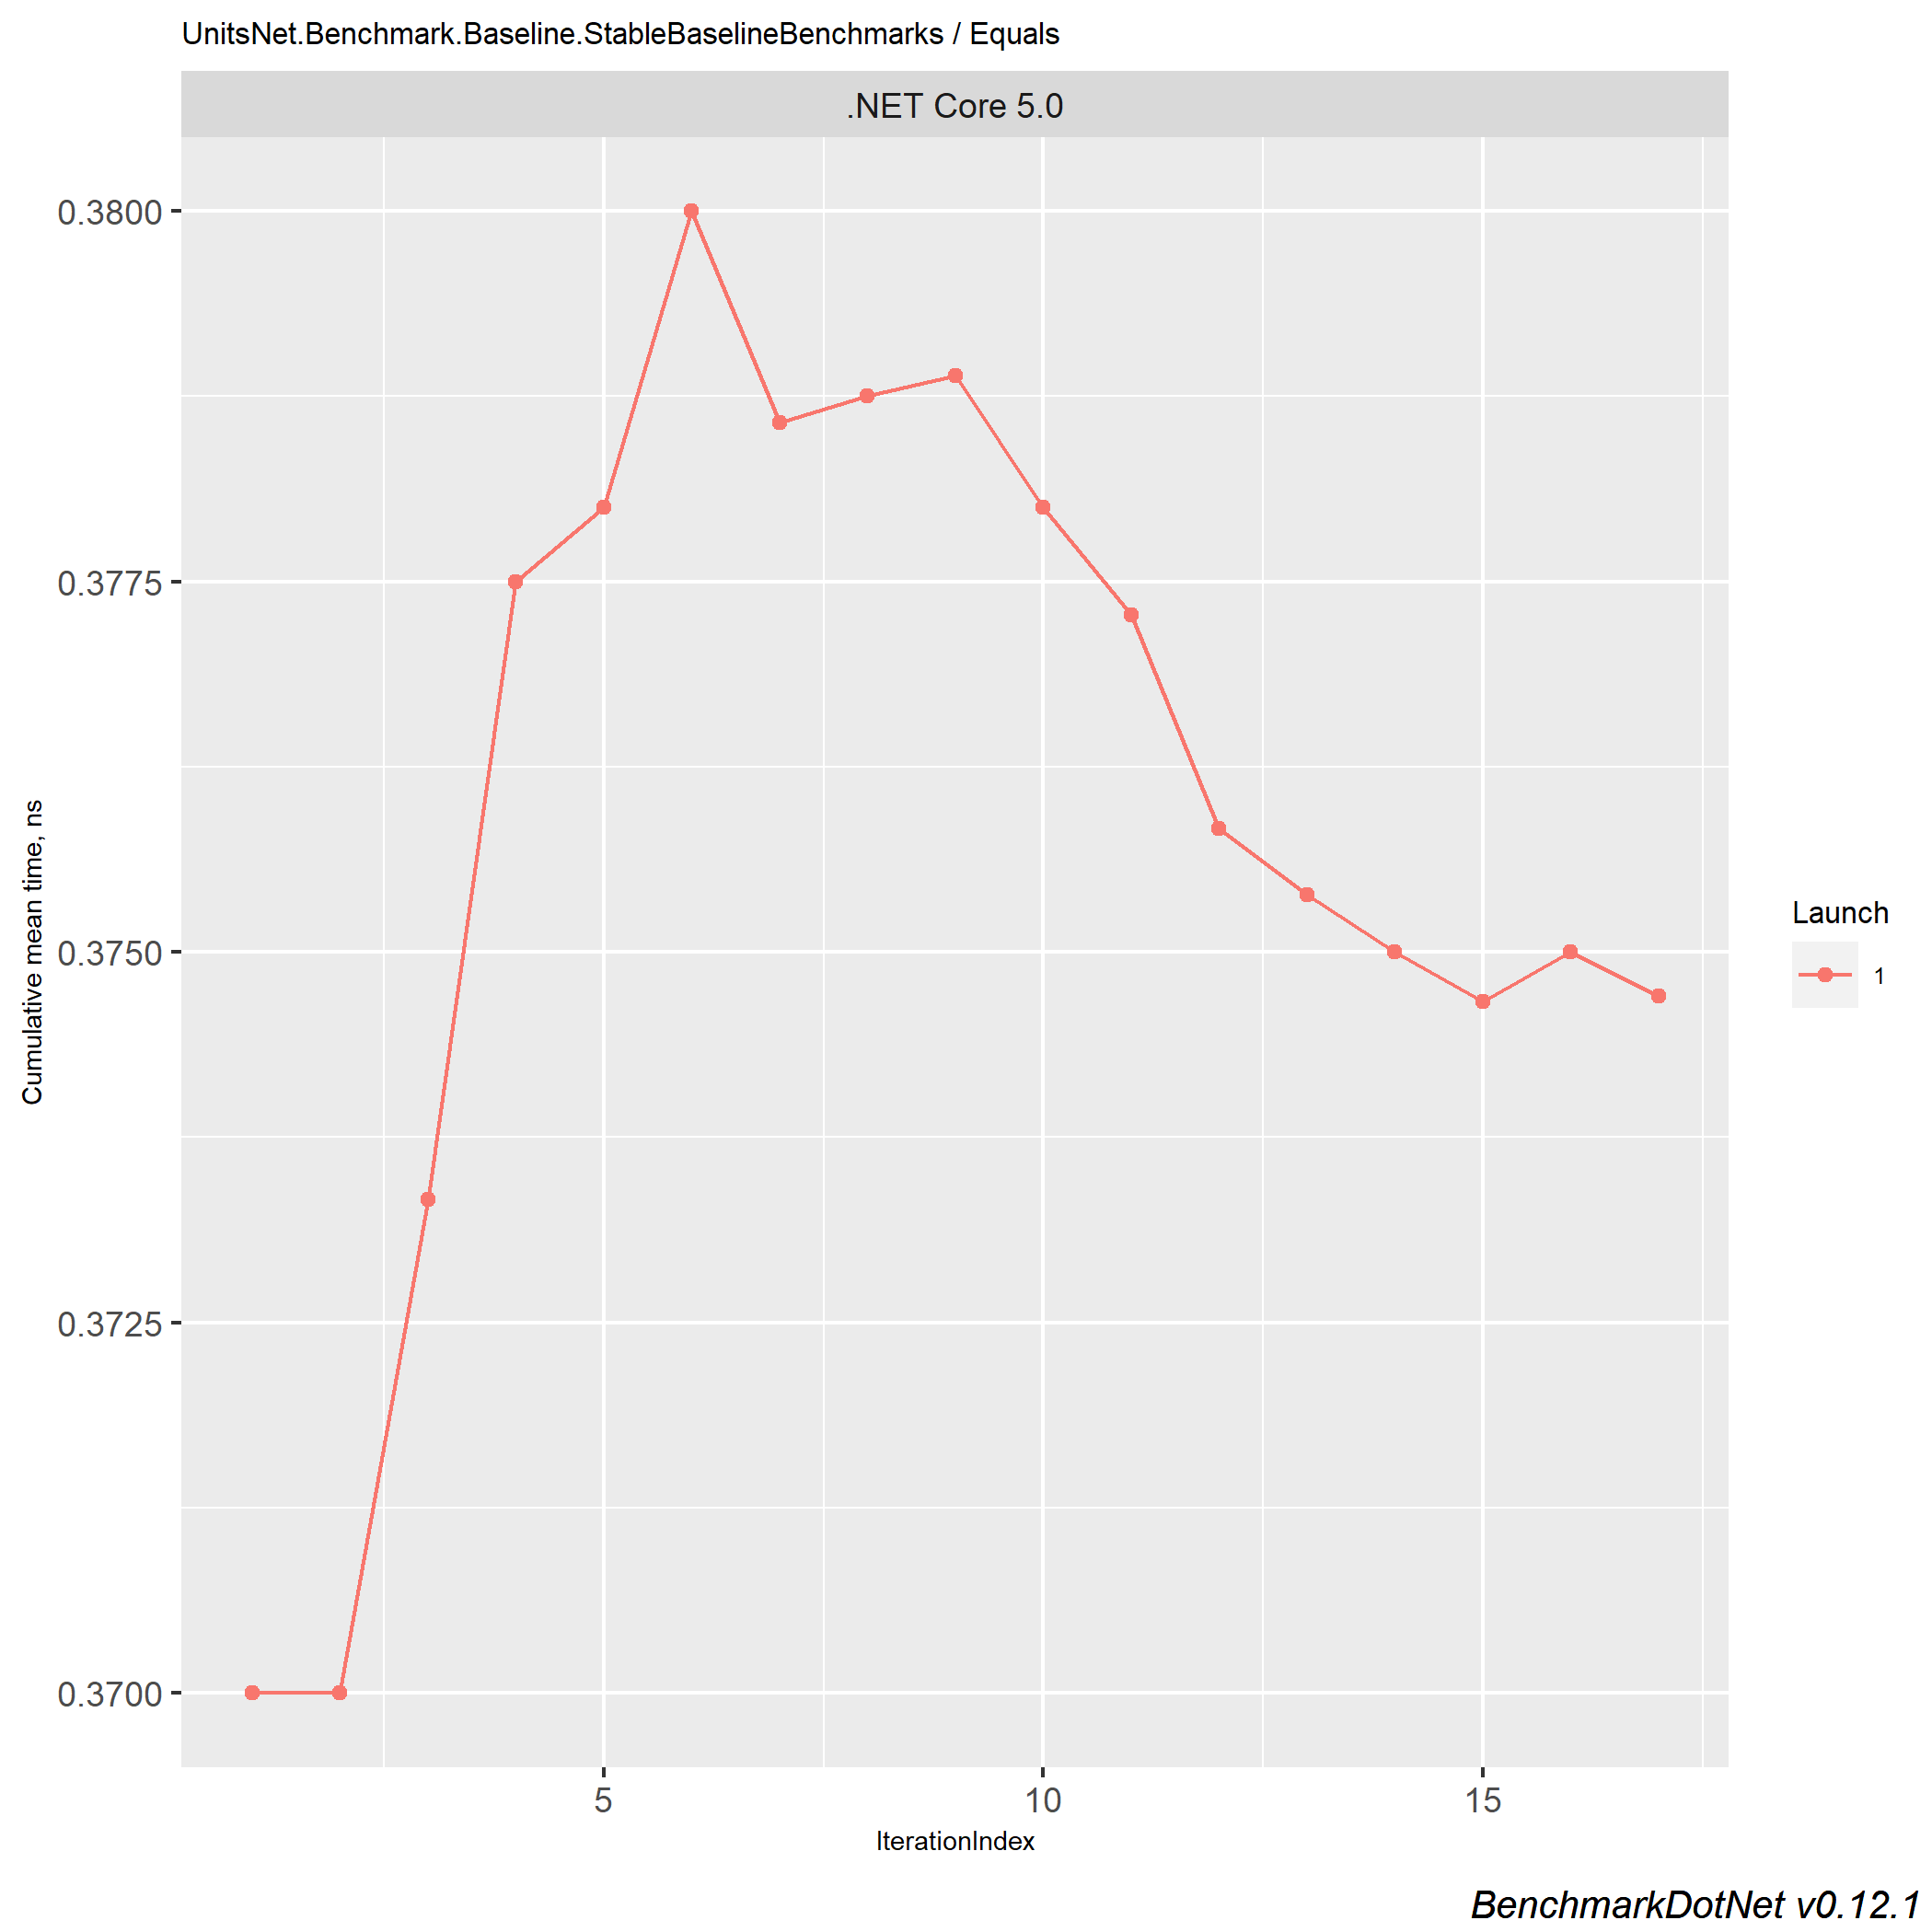 UnitsNet.Benchmark.Baseline.StableBaselineBenchmarks / Equals
.NET Core 5.0
Cumulative mean time, ns
0.3800
0.3775
0.3750
0.3725
0.3700
5 10 15
IterationIndex
Launch
1
BenchmarkDotNet v0.12.1